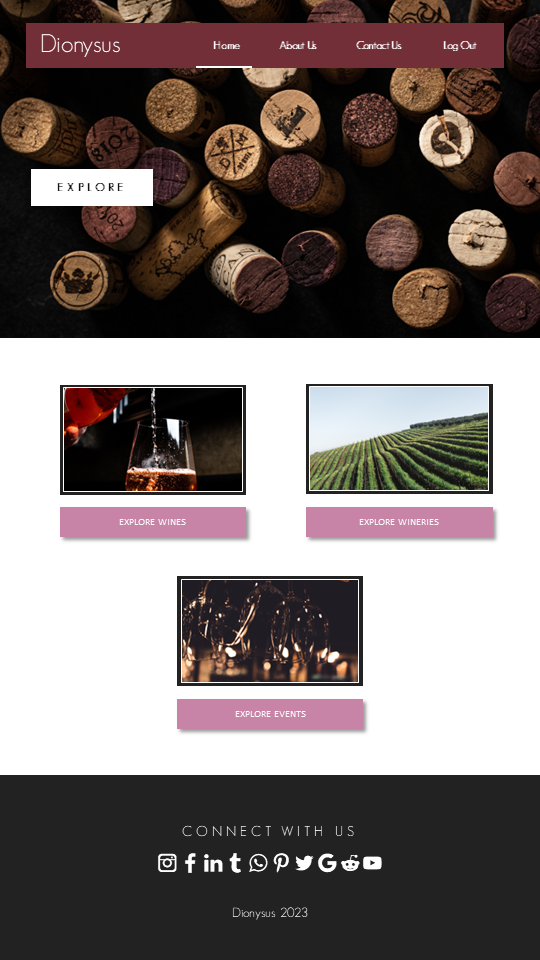 Dionysus Home About Us Contact Us Log Out
2018
EXPLORE
EXPLORE WINES EXPLORE WINERIES
EXPLORE EVENTS
CONNECT WITH US
Dionysus 2023